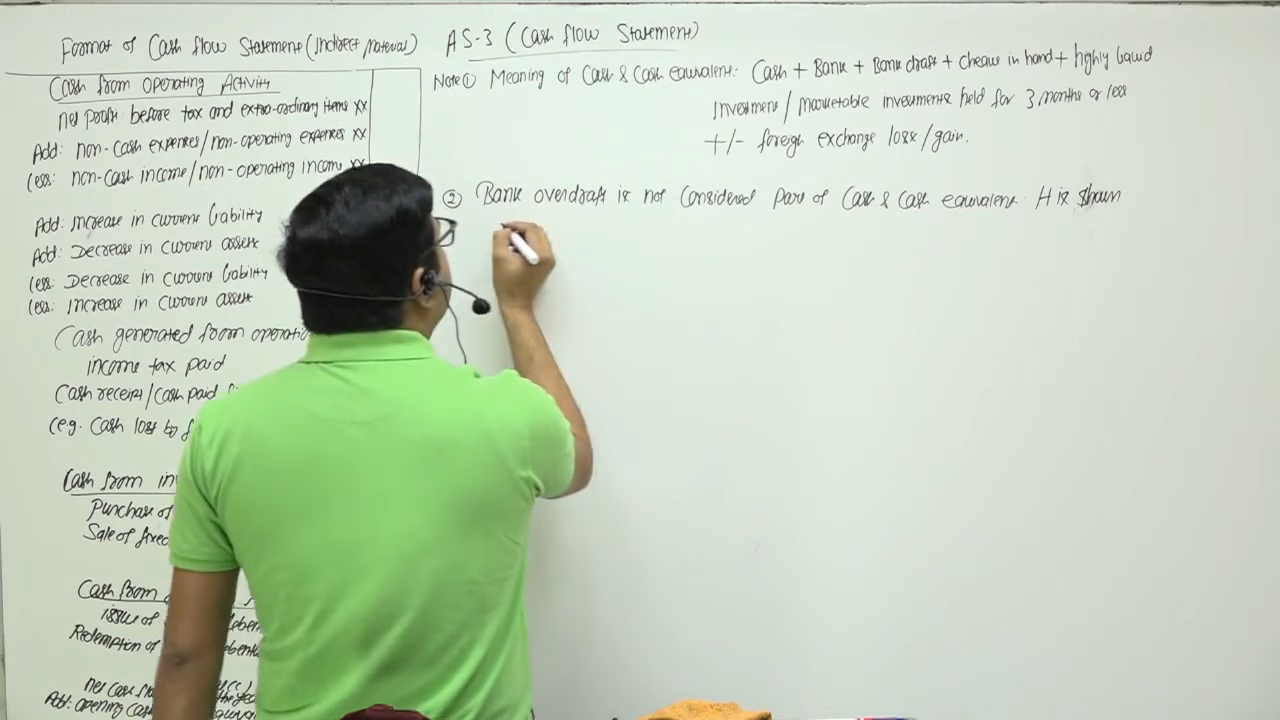 Format of Cash flow Statement (Indirect Material)
Cash from Operating Activity
net profit before tax and extra-ordinary items xx
Add: non-cash expenses/non-operating expenses xx
Less: non-cash income/non-operating income xx
Add: Increase in current liability
Add: Decrease in current assets
Less: Decrease in current liability
Less: Increase in current assets
Cash generated from
income tax paid
Cash receipt/Cash paid
(e.g. Cash lost by
Cash from
Purchase of
Sale of
Cash from
issue of
Redemption of
net cash
Add: opening cash
AS-3 (Cash flow Statement)
Note ① Meaning of Cash & Cash equivalent: Cash + Bank + Bank draft + cheque in hand + highly liquid
Investment / marketable investments held for 3 months or less
+/- foreign exchange loss/gain.
② Bank overdraft is not Considered part of Cash & Cash equivalent. It is shown